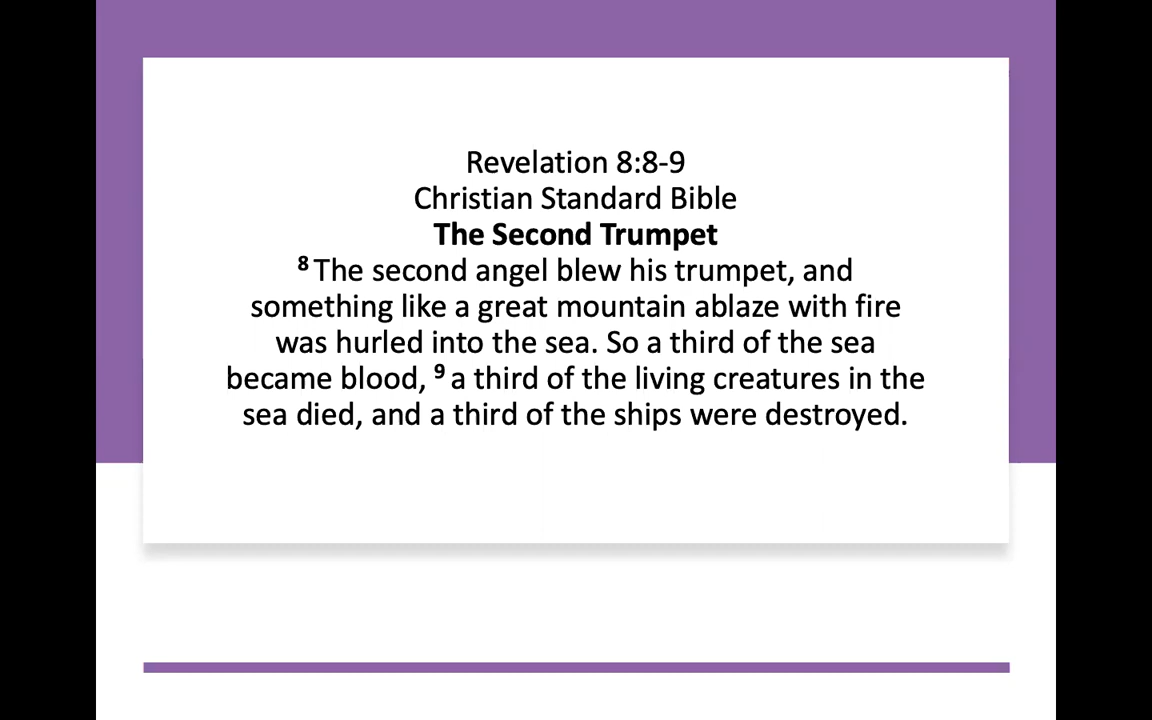 Revelation 8:8-9
Christian Standard Bible
The Second Trumpet
⁸ The second angel blew his trumpet, and
something like a great mountain ablaze with fire
was hurled into the sea. So a third of the sea
became blood, ⁹ a third of the living creatures in the
sea died, and a third of the ships were destroyed.